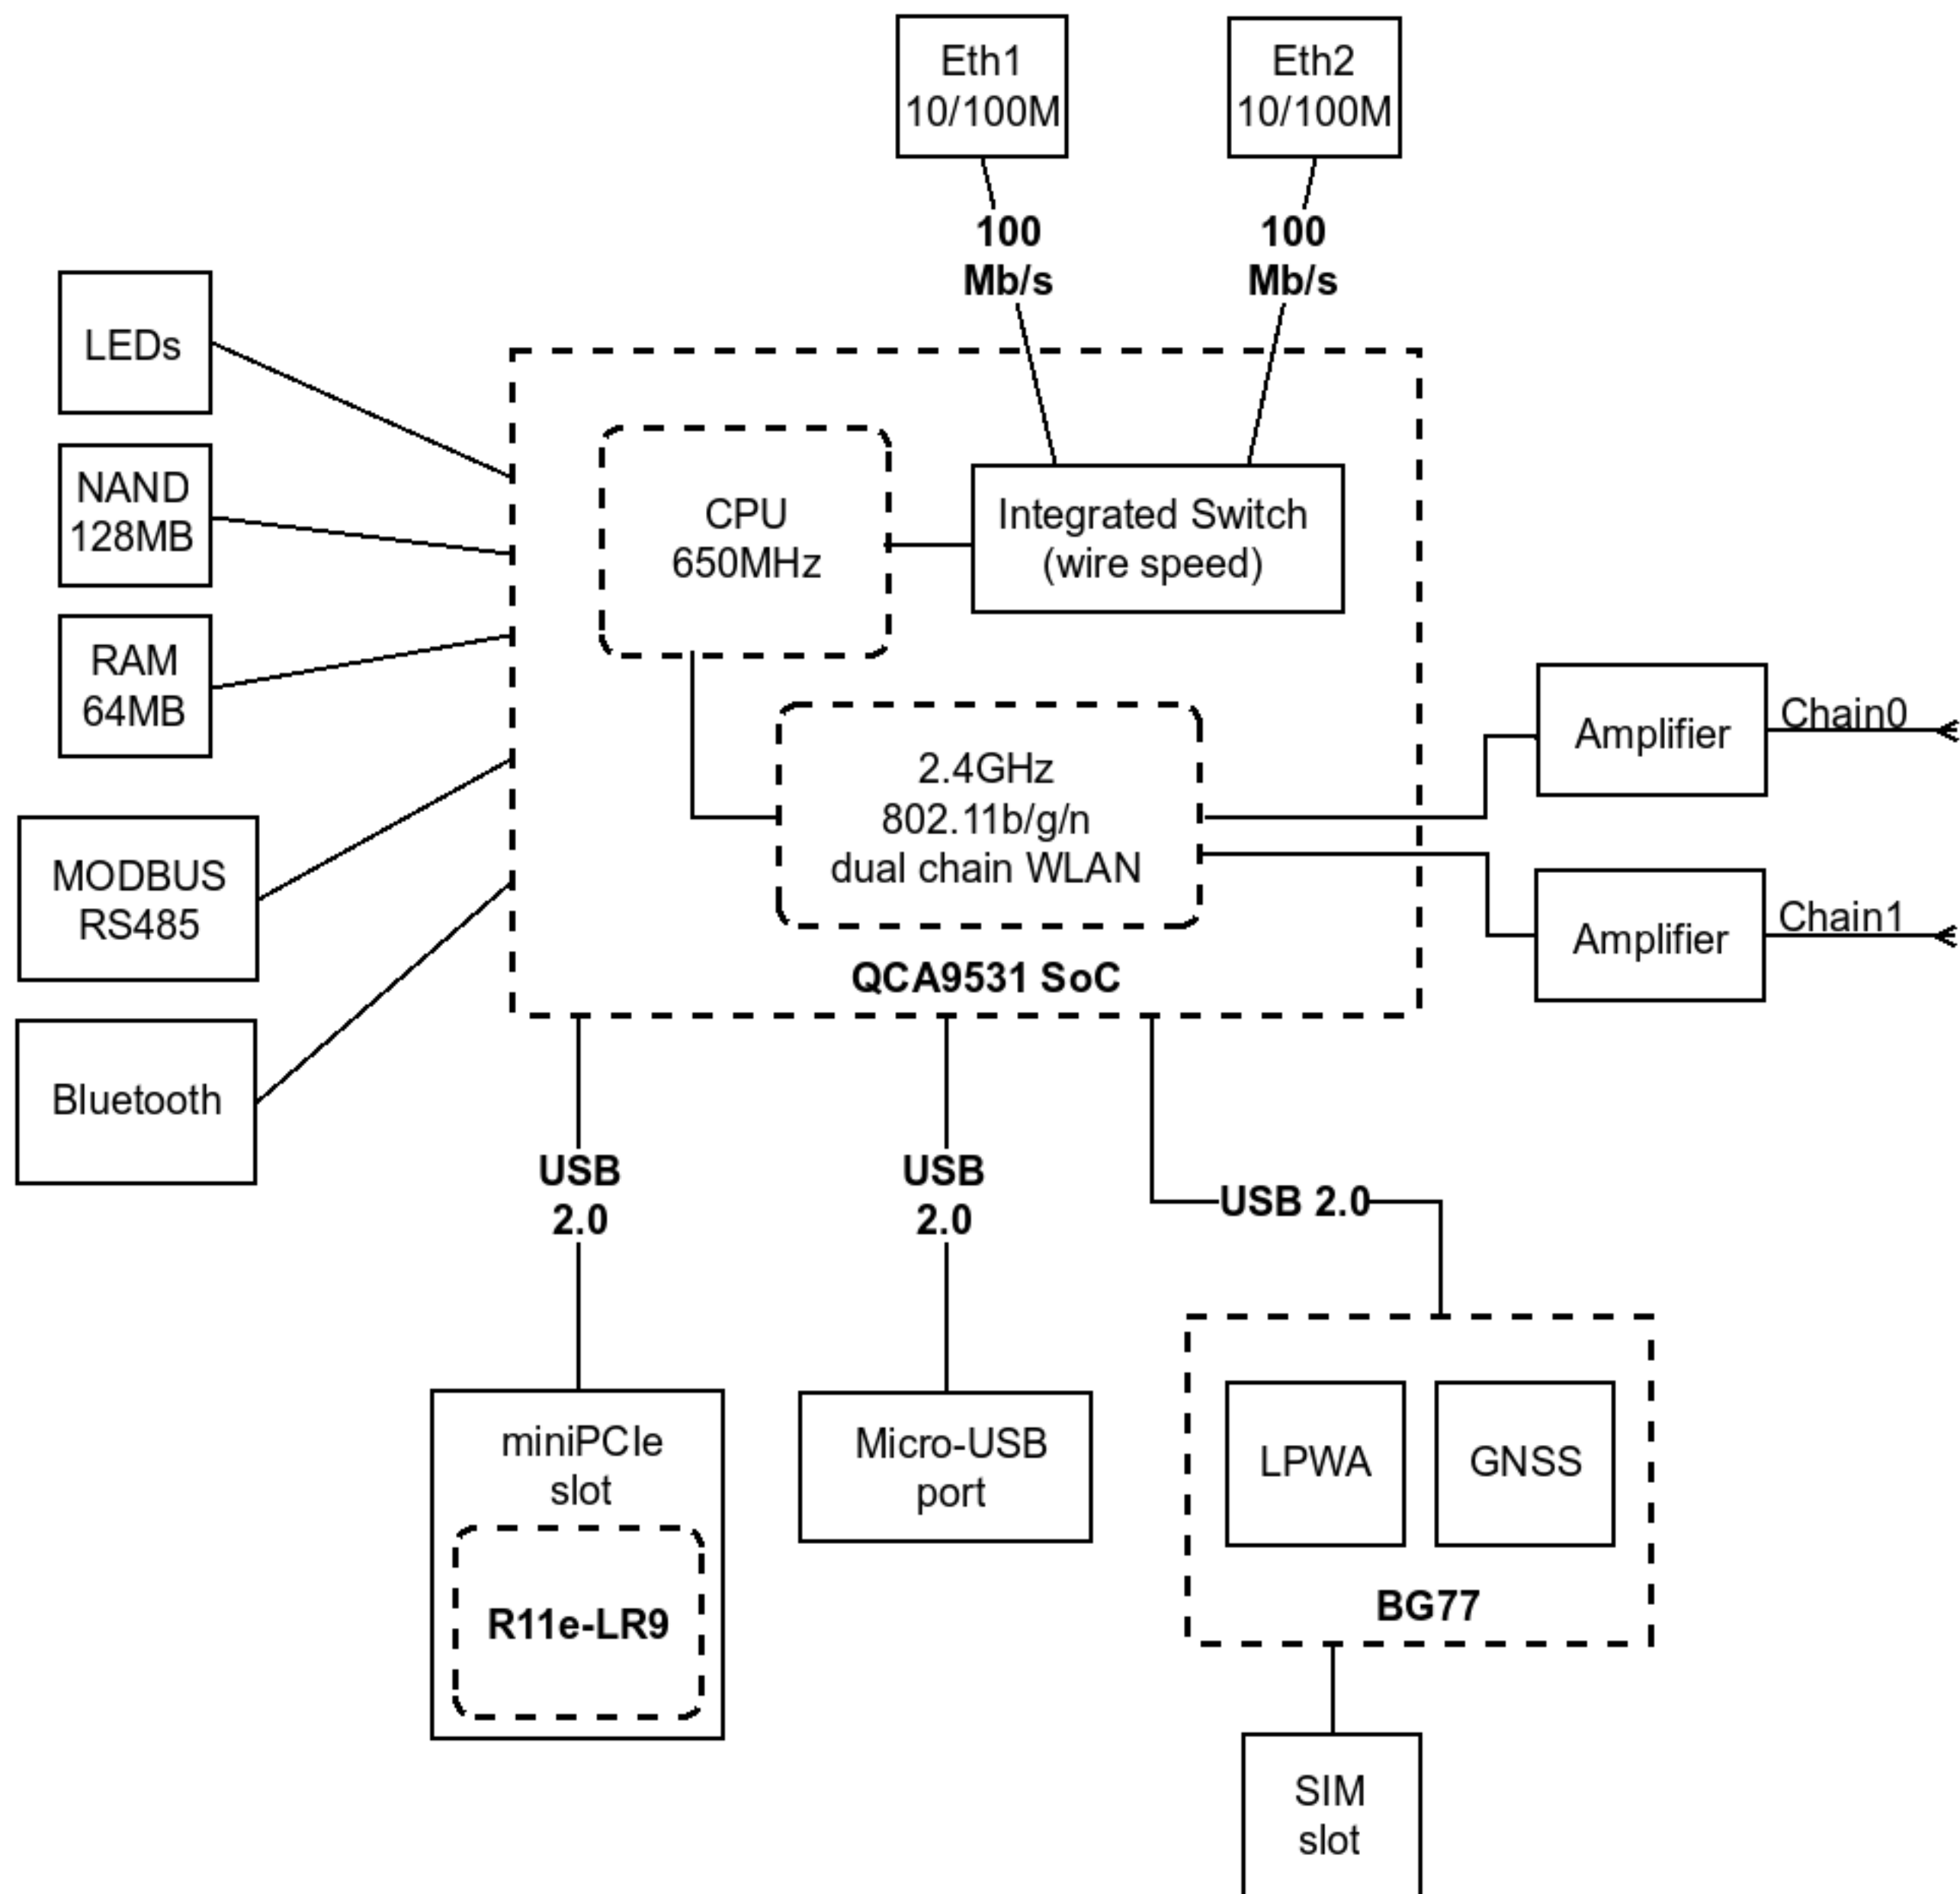 Eth1
10/100M
Eth2
10/100M
100
Mb/s
100
Mb/s
LEDs
NAND
128MB
RAM
64MB
MODBUS
RS485
Bluetooth
CPU
650MHz
Integrated Switch
(wire speed)
2.4GHz
802.11b/g/n
dual chain WLAN
QCA9531 SoC
Amplifier
Chain0
Amplifier
Chain1
USB
2.0
USB
2.0
USB 2.0
miniPCIe
slot
R11e-LR9
Micro-USB
port
LPWA
GNSS
BG77
SIM
slot